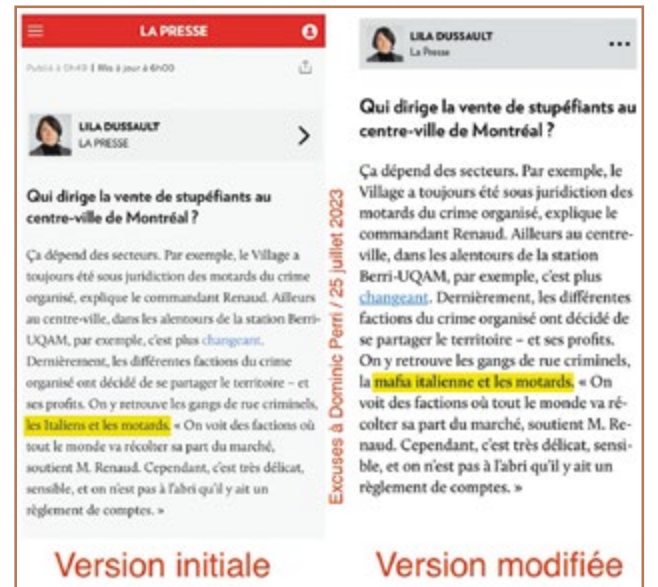 LA PRESSE
Publié à 0h49 | Mis à jour à 6h00
LILA DUSSAULT
LA PRESSE
Qui dirige la vente de stupéfiants au
centre-ville de Montréal ?
Ça dépend des secteurs. Par exemple, le Village a
toujours été sous juridiction des motards du crime
organisé, explique le commandant Renaud. Ailleurs
au centre-ville, dans les alentours de la station Berri-
UQAM, par exemple, c'est plus changeant.
Dernièrement, les différentes factions du crime
organisé ont décidé de se partager le territoire – et
ses profits. On y retrouve les gangs de rue criminels,
les Italiens et les motards. « On voit des factions où
tout le monde va récolter sa part du marché,
soutient M. Renaud. Cependant, c'est très délicat,
sensible, et on n'est pas à l'abri qu'il y ait un
règlement de comptes. »
Version initiale
Excuses à Dominic Perri / 25 juillet 2023
LILA DUSSAULT
La Presse
Qui dirige la vente de stupéfiants au
centre-ville de Montréal ?
Ça dépend des secteurs. Par exemple, le
Village a toujours été sous juridiction des
motards du crime organisé, explique le
commandant Renaud. Ailleurs au centre-
ville, dans les alentours de la station
Berri-UQAM, par exemple, c'est plus
changeant. Dernièrement, les différentes
factions du crime organisé ont décidé de
se partager le territoire – et ses profits.
On y retrouve les gangs de rue criminels,
la mafia italienne et les motards. « On
voit des factions où tout le monde va ré-
colter sa part du marché, soutient M. Re-
naud. Cependant, c'est très délicat, sensi-
ble, et on n'est pas à l'abri qu'il y ait un
règlement de comptes. »
Version modifiée